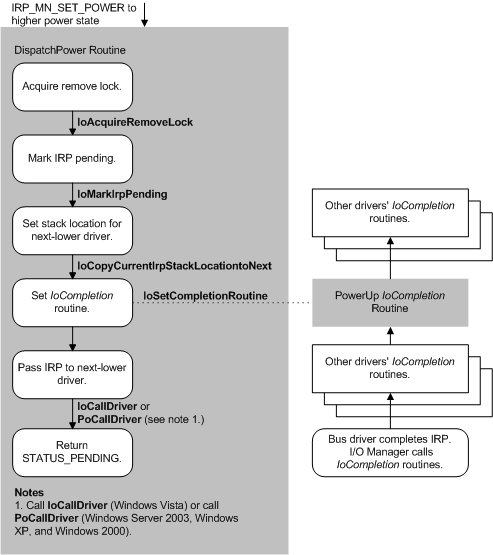 IRP_MN_SET_POWER to
higher power state
DispatchPower Routine
Acquire remove lock.
IoAcquireRemoveLock
Mark IRP pending.
IoMarkIrpPending
Set stack location for
next-lower driver.
IoCopyCurrentIrpStackLocationtoNext
Set IoCompletion
routine.
IoSetCompletionRoutine
Pass IRP to next-lower
driver.
IoCallDriver or
PoCallDriver (see note 1.)
Return
STATUS_PENDING.
Notes
1. Call IoCallDriver (Windows Vista) or call
PoCallDriver (Windows Server 2003, Windows
XP, and Windows 2000).
Other drivers' IoCompletion
routines.
PowerUp IoCompletion
Routine
Other drivers' IoCompletion
routines.
Bus driver completes IRP.
I/O Manager calls
IoCompletion routines.